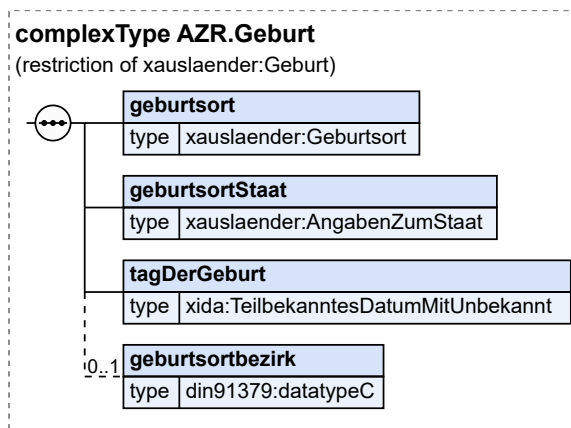 complexType AZR.Geburt
(restriction of xauslaender:Geburt)
geburtsort
type xauslaender:Geburtsort
geburtsortStaat
type xauslaender:AngabenZumStaat
tagDerGeburt
type xida:TeilbekanntesDatumMitUnbekannt
0..1 geburtsortbezirk
type din91379:datatypeC